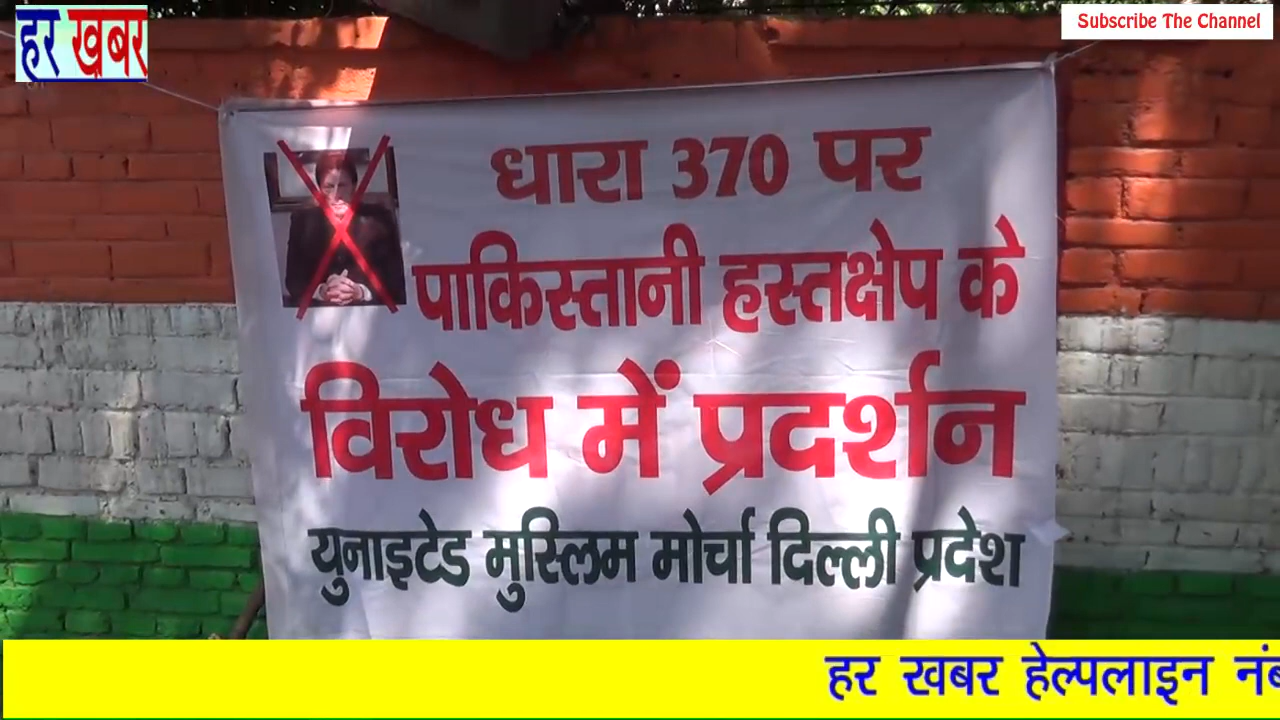 हर खबर
Subscribe The Channel
धारा 370 पर
पाकिस्तानी हस्तक्षेप के
विरोध में प्रदर्शन
युनाइटेड मुस्लिम मोर्चा दिल्ली प्रदेश
हर खबर हेल्पलाइन